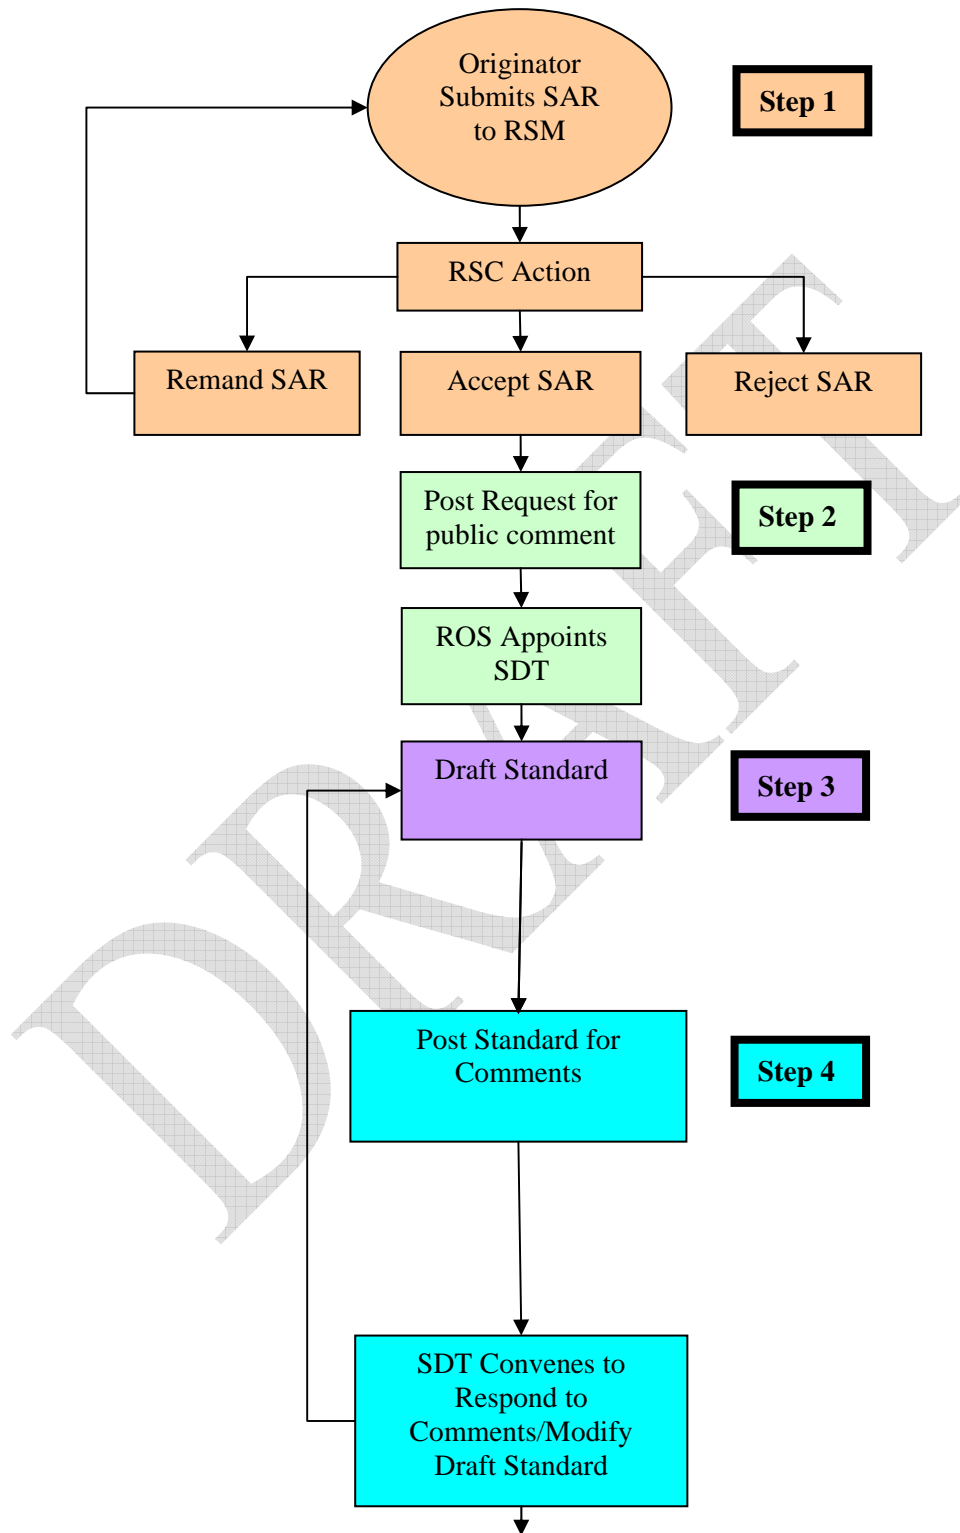 Originator
Submits SAR
to RSM
Step 1
RSC Action
Remand SAR
Accept SAR
Reject SAR
Post Request for
public comment
Step 2
ROS Appoints
SDT
Draft Standard
Step 3
Post Standard for
Comments
Step 4
SDT Convenes to
Respond to
Comments/Modify
Draft Standard
DRAFT